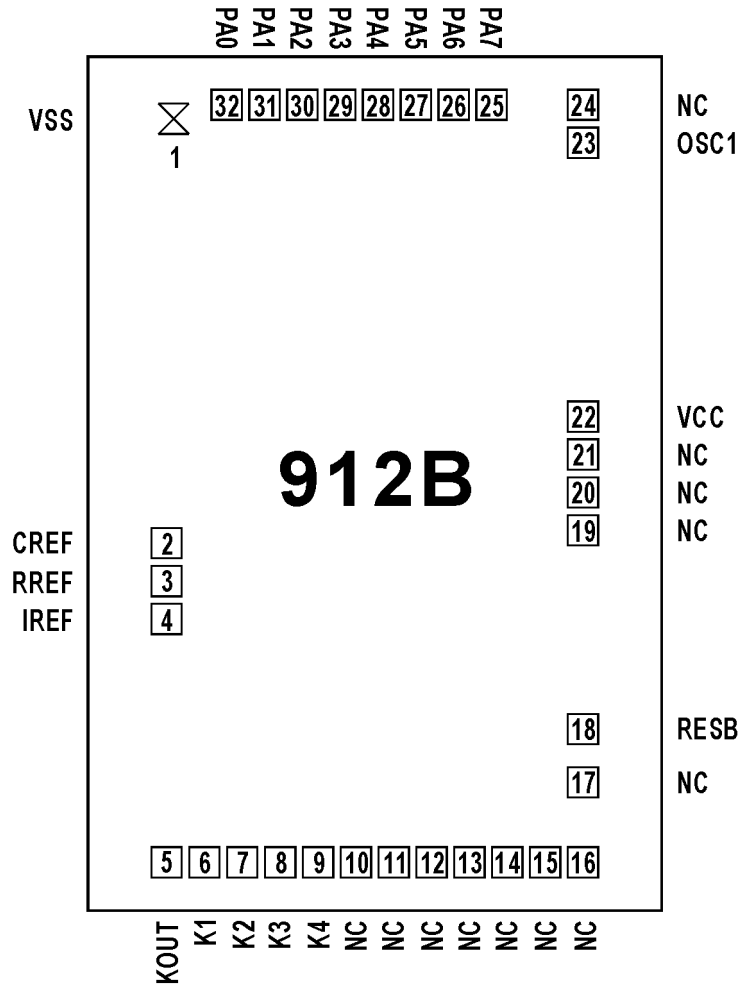 PA0 PA1 PA2 PA3 PA4 PA5 PA6 PA7
VSS 1 32 31 30 29 28 27 26 25 24 NC
23 OSC1
22 VCC
21 NC
912B
20 NC
19 NC
CREF 2
RREF 3
IREF 4
18 RESB
17 NC
5 6 7 8 9 10 11 12 13 14 15 16
KOUT K1 K2 K3 K4 NC NC NC NC NC NC NC